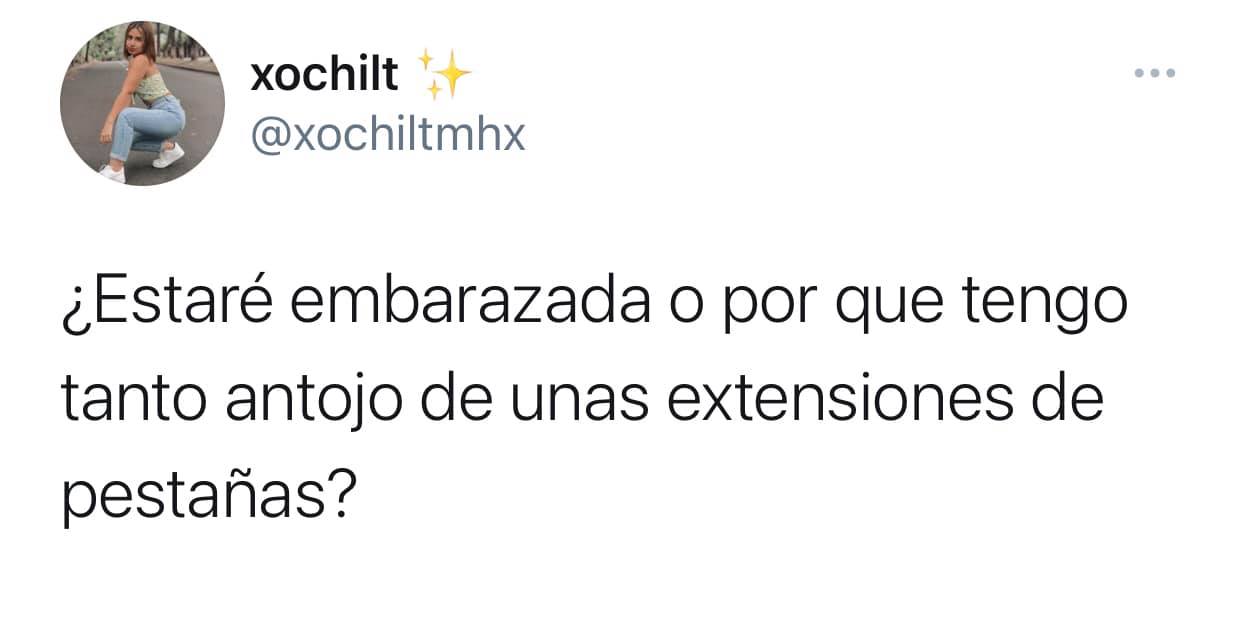 xochilt ✨
@xochiltmhx
¿Estaré embarazada o por que tengo
tanto antojo de unas extensiones de
pestañas?